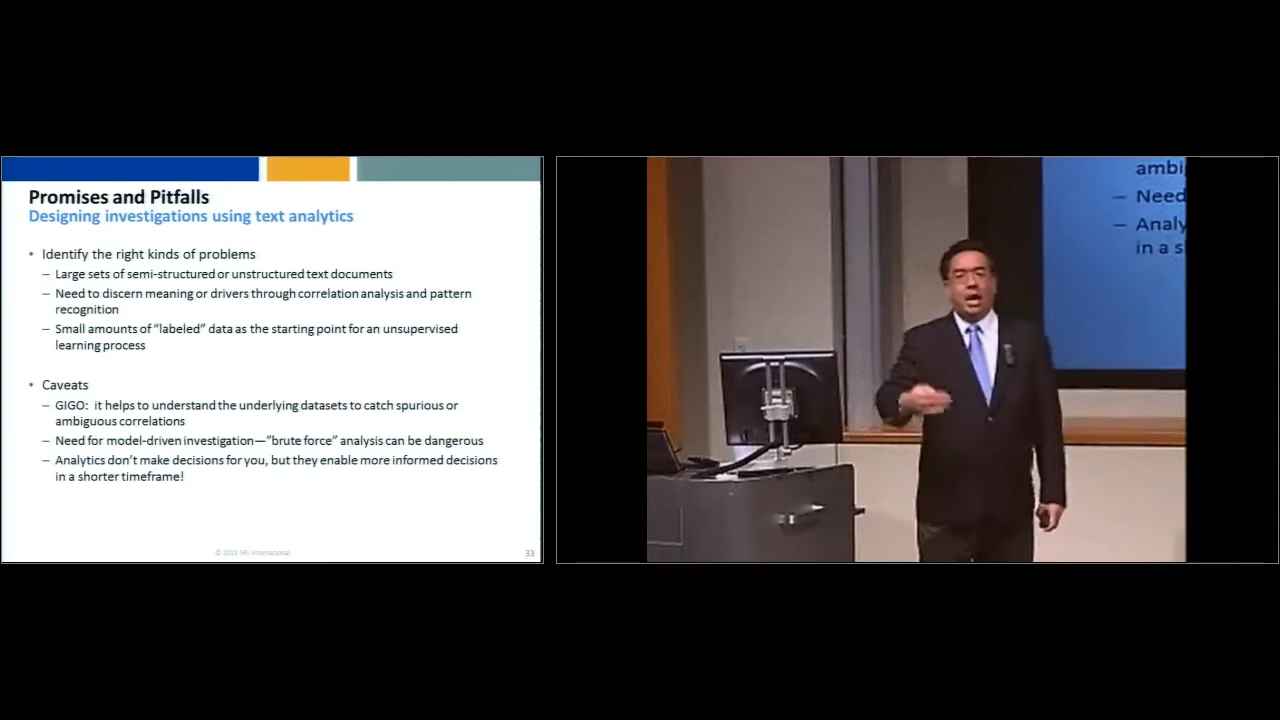 Promises and Pitfalls
Designing investigations using text analytics
• Identify the right kinds of problems
– Large sets of semi-structured or unstructured text documents
– Need to discern meaning or drivers through correlation analysis and pattern
recognition
– Small amounts of “labeled” data as the starting point for an unsupervised
learning process
• Caveats
– GIGO: it helps to understand the underlying datasets to catch spurious or
ambiguous correlations
– Need for model-driven investigation—”brute force” analysis can be dangerous
– Analytics don’t make decisions for you, but they enable more informed decisions
in a shorter timeframe!
© 2013 SRI International
33
ambi
– Need
– Analy
in a s